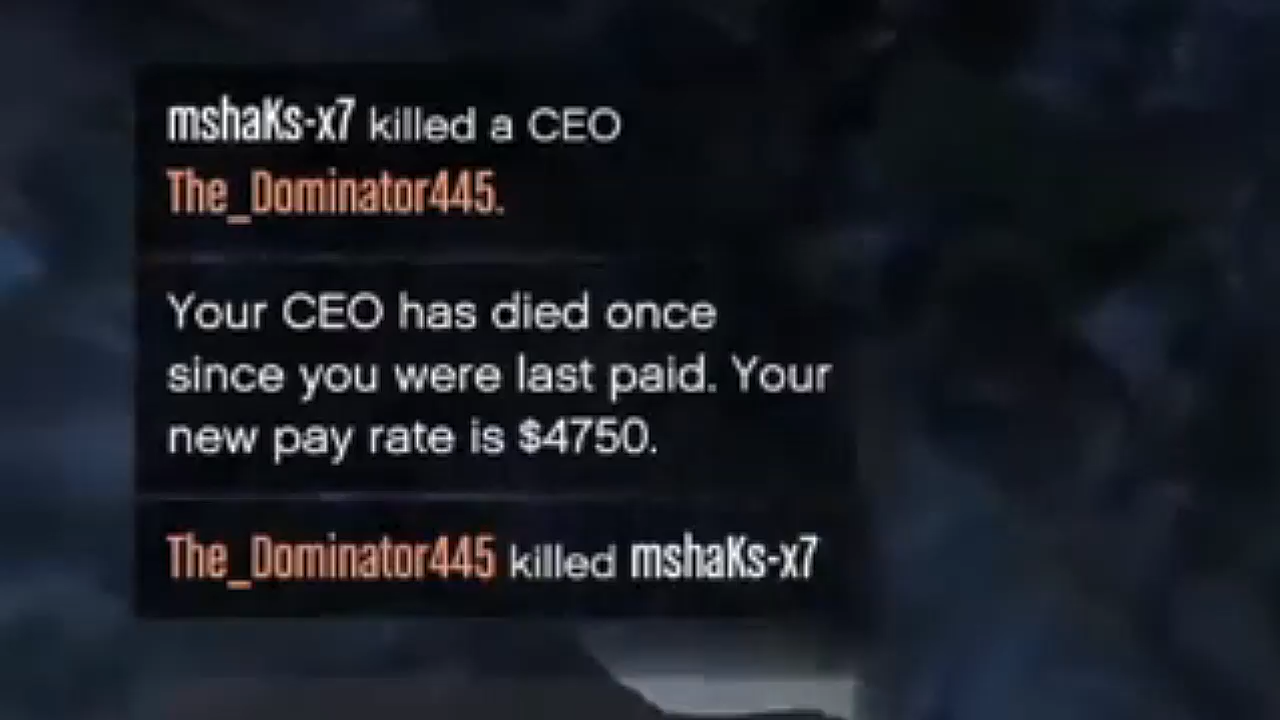 mshaKs-x7 killed a CEO
The_Dominator445.
Your CEO has died once
since you were last paid. Your
new pay rate is $4750.
The_Dominator445 killed mshaKs-x7